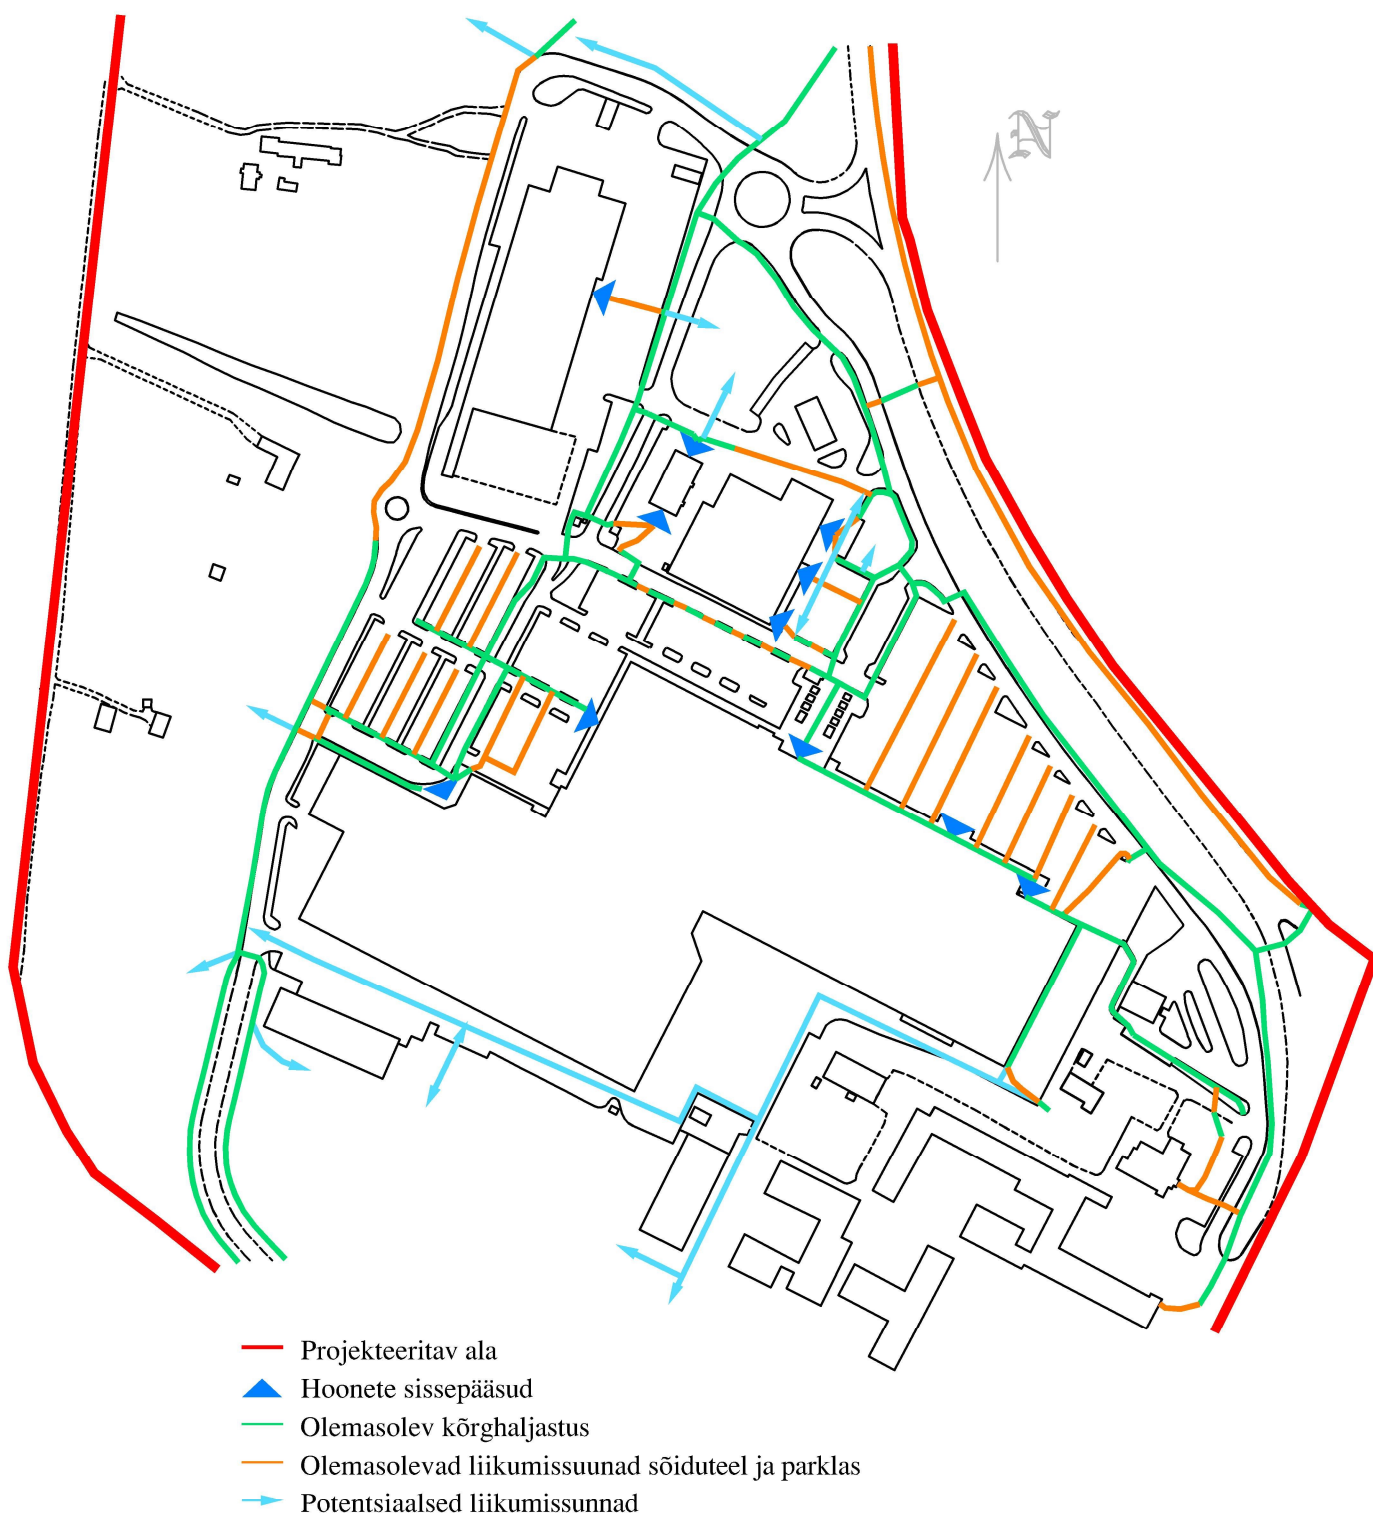 N
Projekteeritav ala
Hoonete sissepääsud
Olemasolev kõrghaljastus
Olemasolevad liikumissuunad sõiduteel ja parklas
Potentsiaalsed liikumissunnad